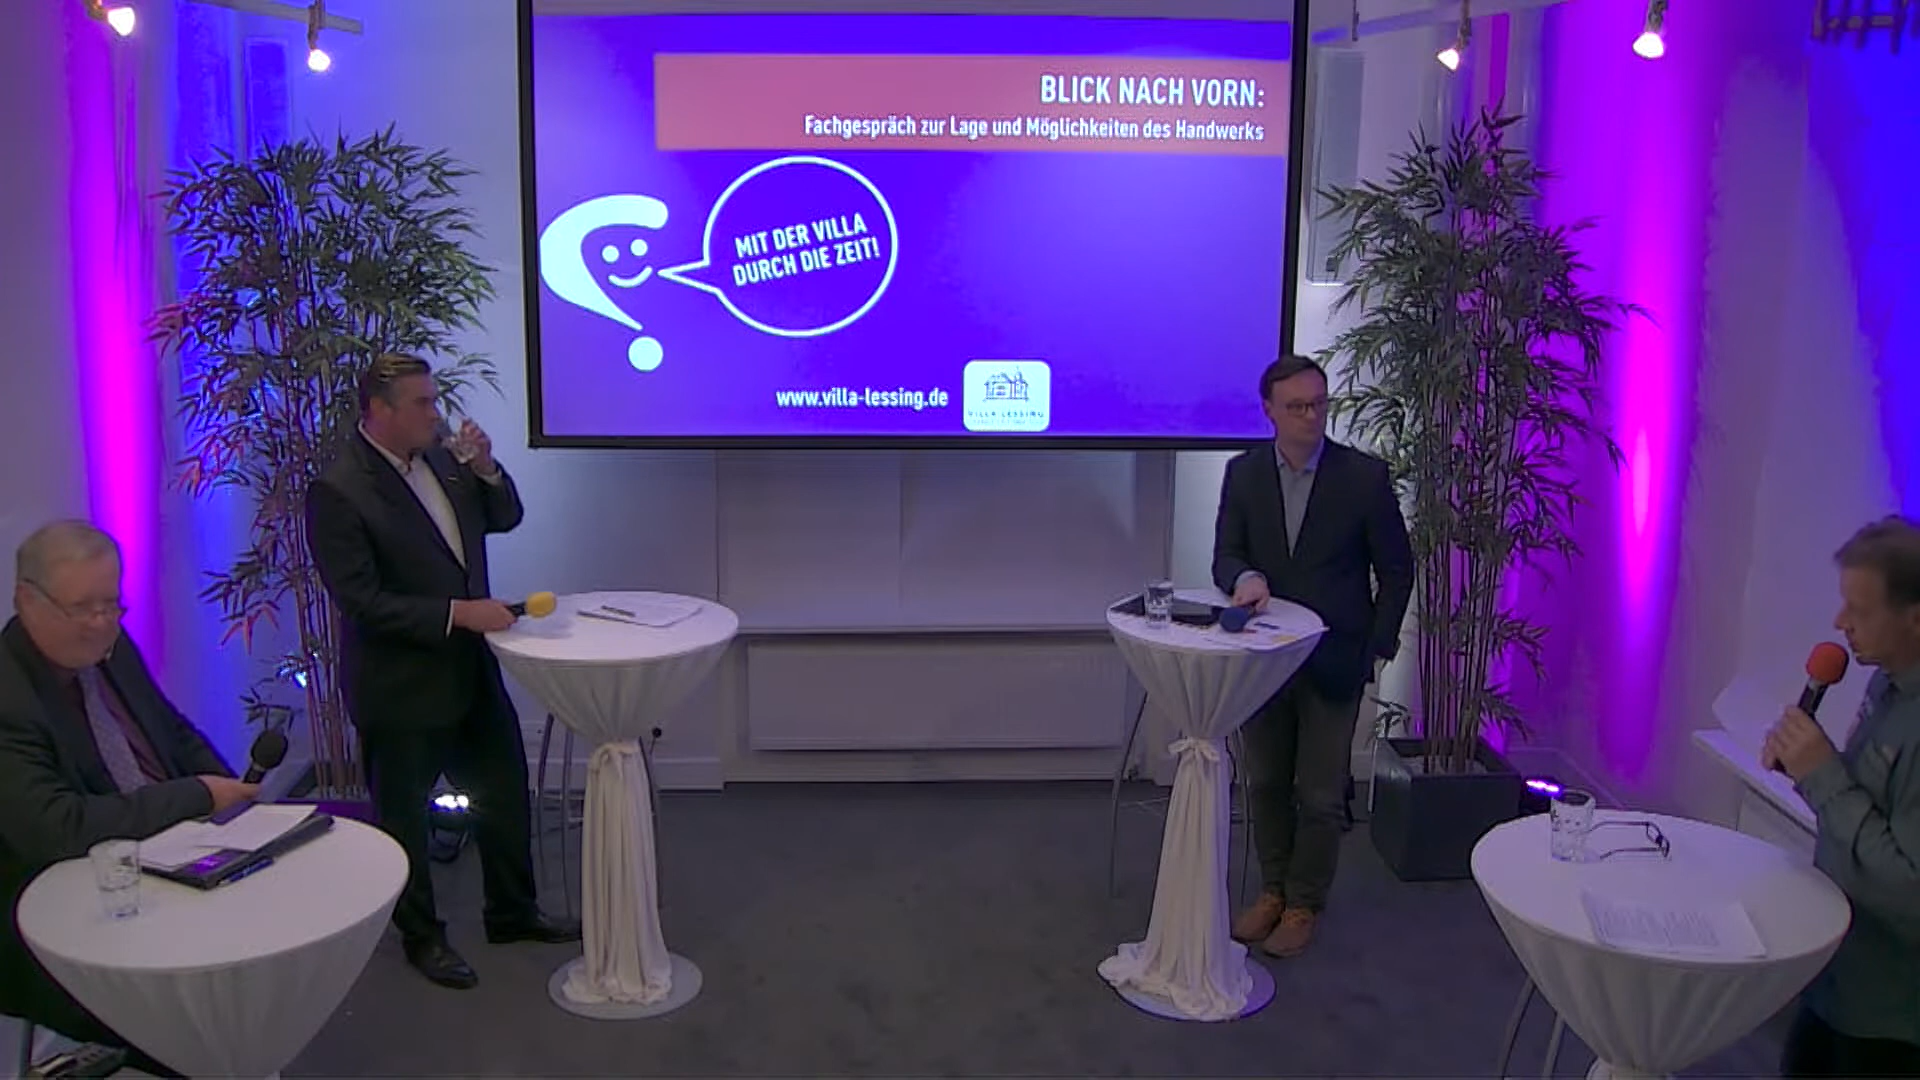 BLICK NACH VORN:
Fachgespräch zur Lage und Möglichkeiten des Handwerks
MIT DER VILLA
DURCH DIE ZEIT!
www.villa-lessing.de
VILLA LESSING